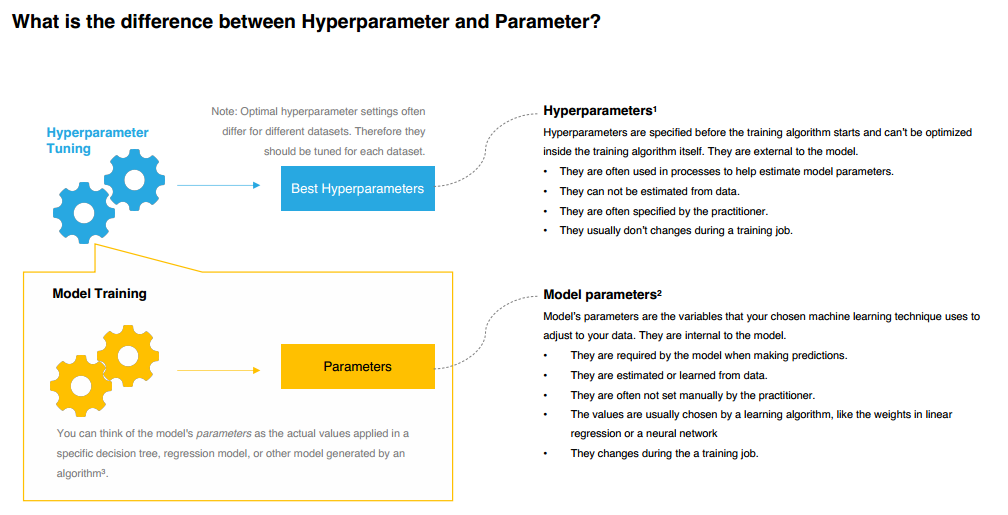 What is the difference between Hyperparameter and Parameter?
Hyperparameter
Tuning
Note: Optimal hyperparameter settings often
differ for different datasets. Therefore they
should be tuned for each dataset.
Best Hyperparameters
Hyperparameters¹
Hyperparameters are specified before the training algorithm starts and can't be optimized
inside the training algorithm itself. They are external to the model.
• They are often used in processes to help estimate model parameters.
• They can not be estimated from data.
• They are often specified by the practitioner.
• They usually don't changes during a training job.
Model Training
Parameters
You can think of the model's parameters as the actual values applied in a
specific decision tree, regression model, or other model generated by an
algorithm³.
Model parameters²
Model's parameters are the variables that your chosen machine learning technique uses to
adjust to your data. They are internal to the model.
• They are required by the model when making predictions.
• They are estimated or learned from data.
• They are often not set manually by the practitioner.
• The values are usually chosen by a learning algorithm, like the weights in linear
regression or a neural network
• They changes during the a training job.